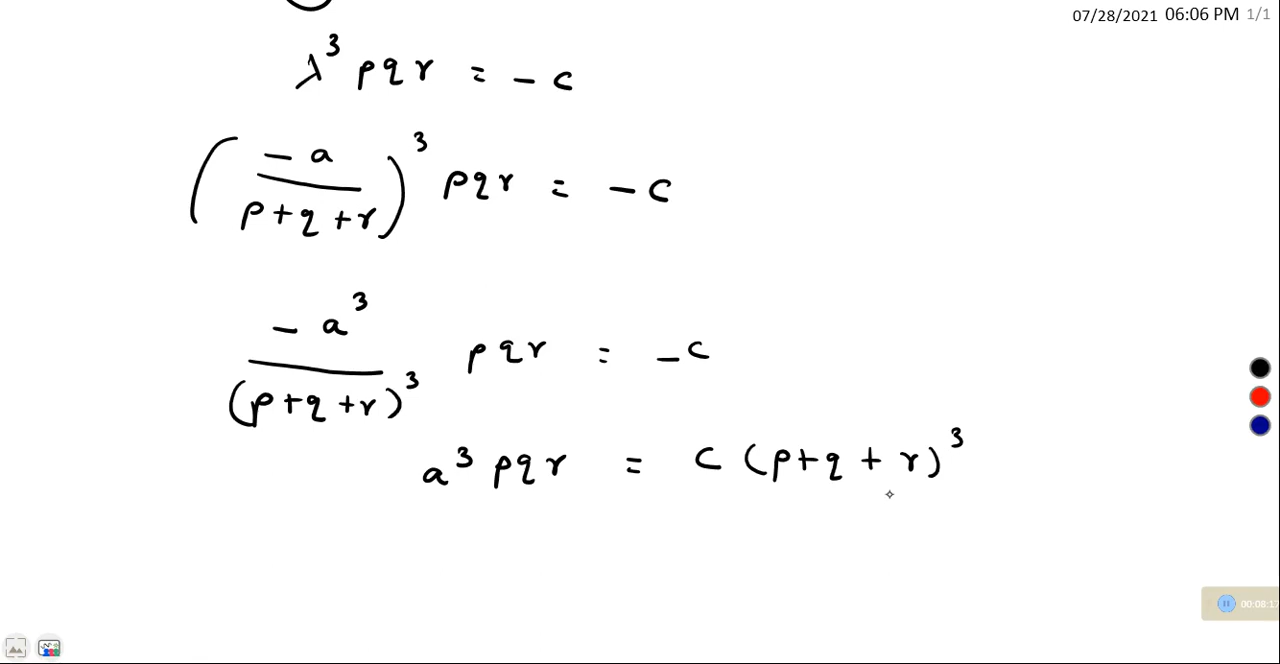 07/28/2021 06:06 PM 1/1
λ³ pqr = -c
(-a/(p+q+r))³ pqr = -c
-a³/(p+q+r)³ pqr = -c
a³ pqr = c (p+q+r)³